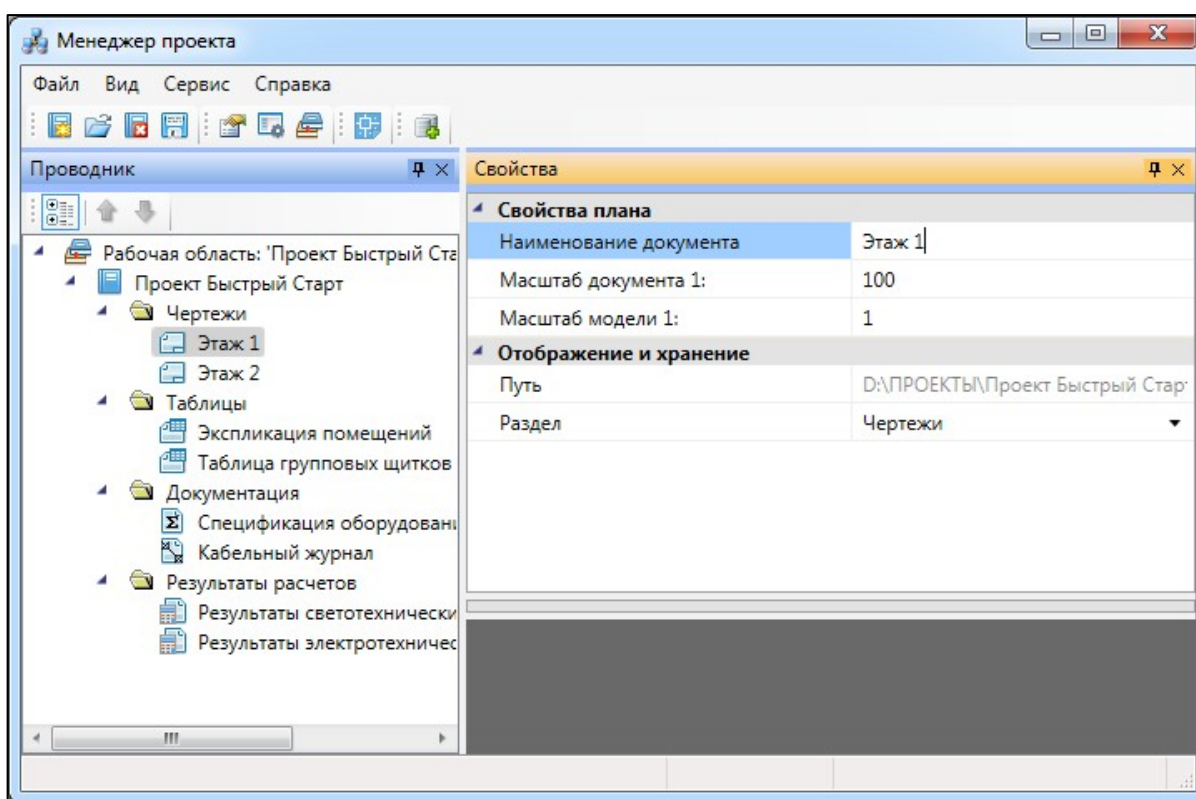 Менеджер проекта
Файл Вид Сервис Справка
Проводник
Рабочая область: 'Проект Быстрый Ста
Проект Быстрый Старт
Чертежи
Этаж 1
Этаж 2
Таблицы
Экспликация помещений
Таблица групповых щитков
Документация
Спецификация оборудован
Кабельный журнал
Результаты расчетов
Результаты светотехнически
Результаты электротехничес
Свойства
Свойства плана
Наименование документа Этаж 1
Масштаб документа 1: 100
Масштаб модели 1: 1
Отображение и хранение
Путь D:\ПРОЕКТЫ\Проект Быстрый Стар
Раздел Чертежи